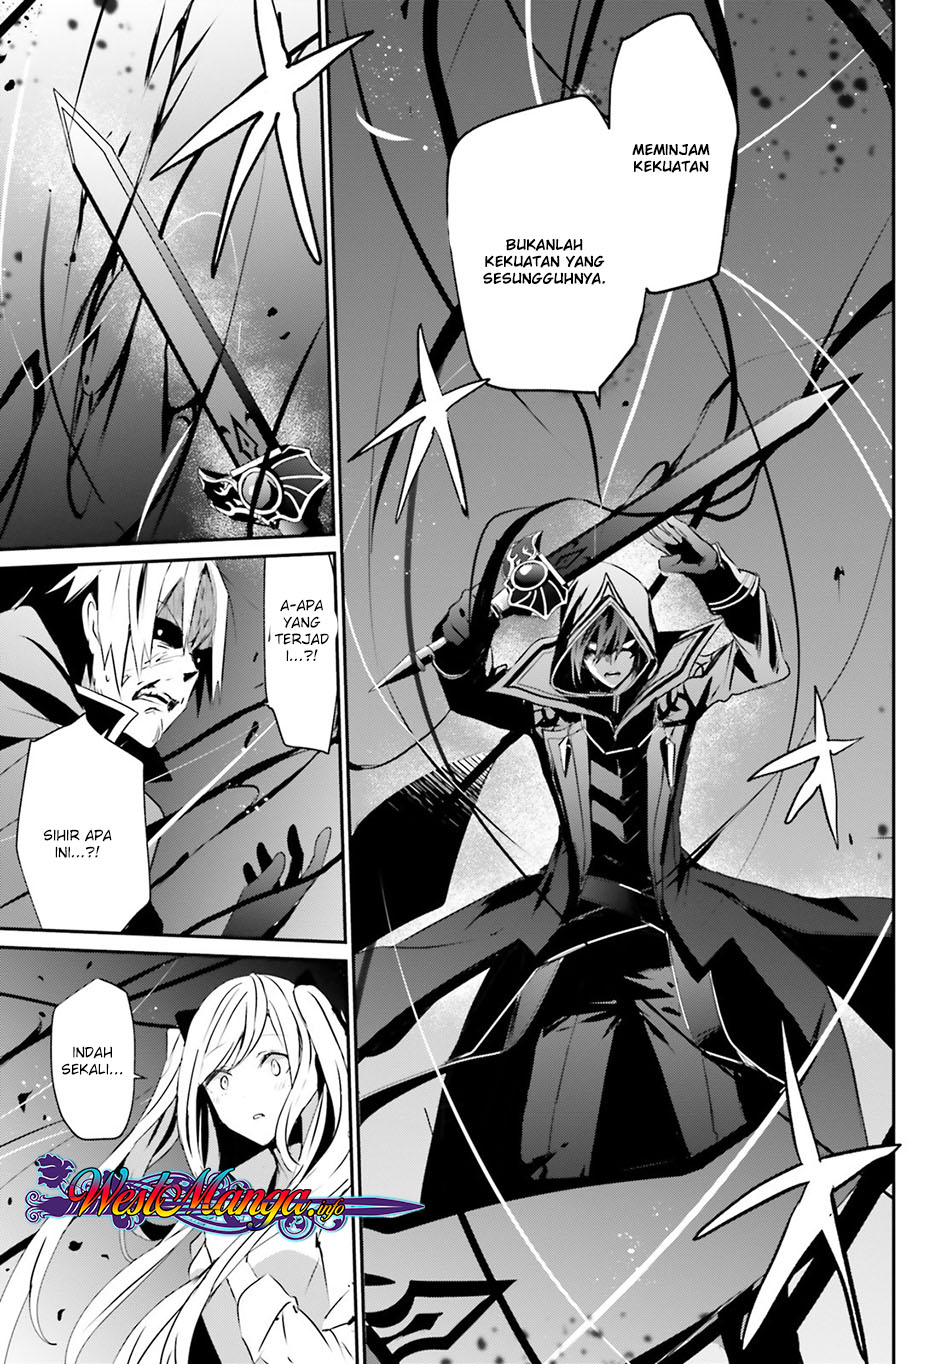 MEMINJAM
KEKUATAN
BUKANLAH
KEKUATAN YANG
SESUNGGUHNYA.
A-APA
YANG
TERJAD
I...?!
SIHIR APA
INI...?!
INDAH
SEKALI...
WESTMANGA.info